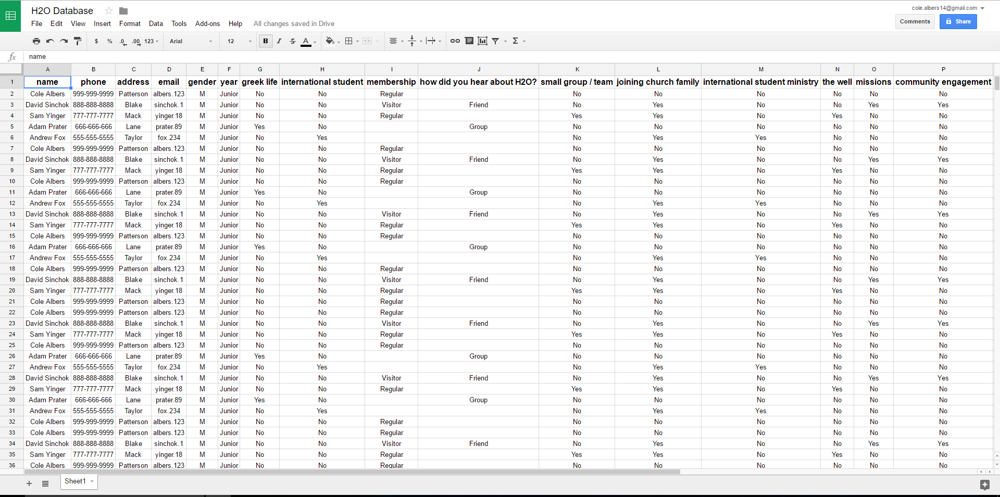 H2O Database
cole.albers14@gmail.com
File Edit View Insert Format Data Tools Add-ons Help All changes saved in Drive
Comments Share
$ % .0 .00 123 Arial 12 B I S A Σ
fx name
A B C D E F G H I J K L M N O P
1 name phone address email gender year greek life international student membership how did you hear about H2O? small group / team joining church family international student ministry the well missions community engagement
2 Cole Albers 999-999-9999 Patterson albers.123 M Junior No No Regular No No No No No No
3 David Sinchok 888-888-8888 Blake sinchok.1 M Junior No No Visitor Friend No Yes No No Yes Yes
4 Sam Yinger 777-777-7777 Mack yinger.18 M Junior No No Regular Yes Yes No Yes No No
5 Adam Prater 666-666-666 Lane prater.89 M Junior Yes No Group No No No No No No
6 Andrew Fox 555-555-5555 Taylor fox.234 M Junior No Yes No Yes Yes No No No
7 Cole Albers 999-999-9999 Patterson albers.123 M Junior No No Regular No No No No No No
8 David Sinchok 888-888-8888 Blake sinchok.1 M Junior No No Visitor Friend No Yes No No Yes Yes
9 Sam Yinger 777-777-7777 Mack yinger.18 M Junior No No Regular Yes Yes No Yes No No
10 Cole Albers 999-999-9999 Patterson albers.123 M Junior No No Regular No No No No No No
11 Adam Prater 666-666-666 Lane prater.89 M Junior Yes No Group No No No No No No
12 Andrew Fox 555-555-5555 Taylor fox.234 M Junior No Yes No Yes Yes No No No
13 David Sinchok 888-888-8888 Blake sinchok.1 M Junior No No Visitor Friend No Yes No No Yes Yes
14 Sam Yinger 777-777-7777 Mack yinger.18 M Junior No No Regular Yes Yes No Yes No No
15 Cole Albers 999-999-9999 Patterson albers.123 M Junior No No Regular No No No No No No
16 Adam Prater 666-666-666 Lane prater.89 M Junior Yes No Group No No No No No No
17 Andrew Fox 555-555-5555 Taylor fox.234 M Junior No Yes No Yes Yes No No No
18 Cole Albers 999-999-9999 Patterson albers.123 M Junior No No Regular No No No No No No
19 David Sinchok 888-888-8888 Blake sinchok.1 M Junior No No Visitor Friend No Yes No No Yes Yes
20 Sam Yinger 777-777-7777 Mack yinger.18 M Junior No No Regular Yes Yes No Yes No No
21 Cole Albers 999-999-9999 Patterson albers.123 M Junior No No Regular No No No No No No
22 Cole Albers 999-999-9999 Patterson albers.123 M Junior No No Regular No No No No No No
23 David Sinchok 888-888-8888 Blake sinchok.1 M Junior No No Visitor Friend No Yes No No Yes Yes
24 Sam Yinger 777-777-7777 Mack yinger.18 M Junior No No Regular Yes Yes No Yes No No
25 Cole Albers 999-999-9999 Patterson albers.123 M Junior No No Regular No No No No No No
26 Adam Prater 666-666-666 Lane prater.89 M Junior Yes No Group No No No No No No
27 Andrew Fox 555-555-5555 Taylor fox.234 M Junior No Yes No Yes Yes No No No
28 David Sinchok 888-888-8888 Blake sinchok.1 M Junior No No Visitor Friend No Yes No No Yes Yes
29 Sam Yinger 777-777-7777 Mack yinger.18 M Junior No No Regular Yes Yes No Yes No No
30 Adam Prater 666-666-666 Lane prater.89 M Junior Yes No Group No No No No No No
31 Andrew Fox 555-555-5555 Taylor fox.234 M Junior No Yes No Yes Yes No No No
32 Cole Albers 999-999-9999 Patterson albers.123 M Junior No No Regular No No No No No No
33 Cole Albers 999-999-9999 Patterson albers.123 M Junior No No Regular No No No No No No
34 David Sinchok 888-888-8888 Blake sinchok.1 M Junior No No Visitor Friend No Yes No No Yes Yes
35 Sam Yinger 777-777-7777 Mack yinger.18 M Junior No No Regular Yes Yes No Yes No No
36 Cole Albers 999-999-9999 Patterson albers.123 M Junior No No Regular No No No No No No
Sheet1